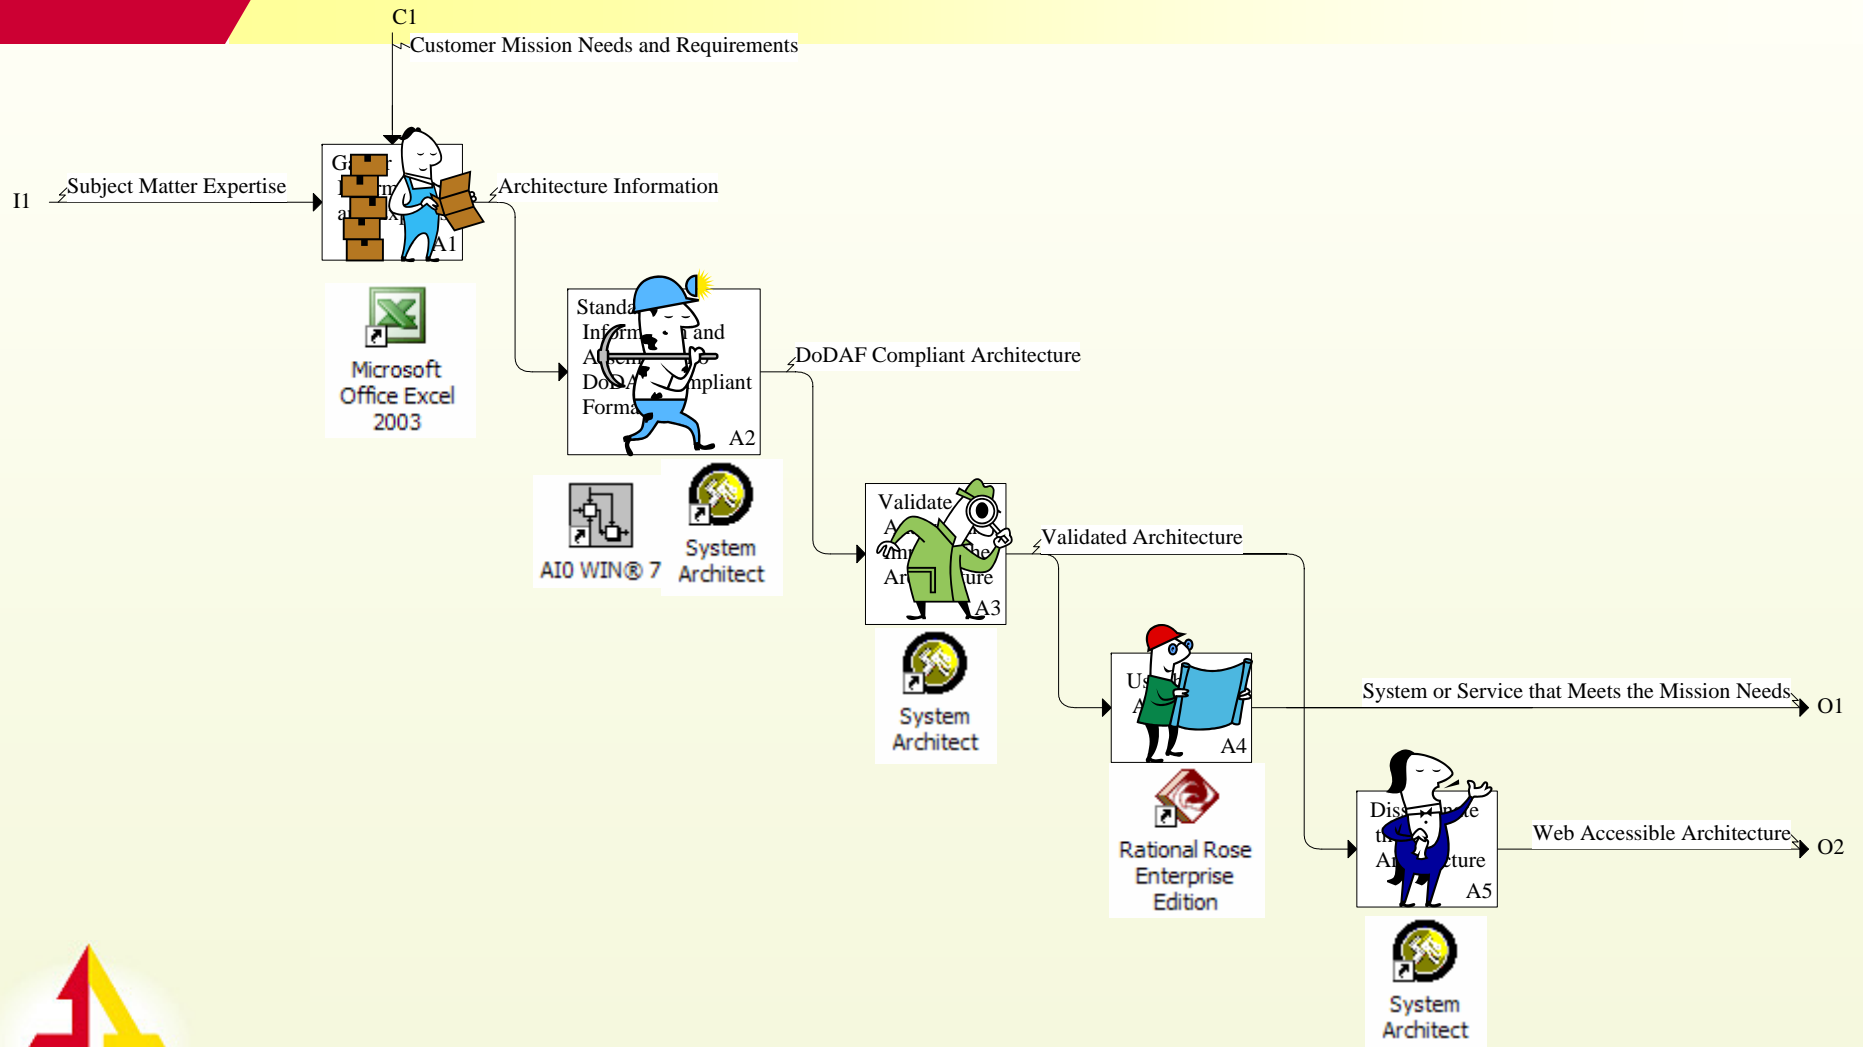 C1
Customer Mission Needs and Requirements
I1
Subject Matter Expertise
Architecture Information
A1
Microsoft
Office Excel
2003
and
DoDAF Compliant Architecture
A2
AI0 WIN® 7
System
Architect
Validate
Validated Architecture
A3
System
Architect
System or Service that Meets the Mission Needs
O1
A4
Rational Rose
Enterprise
Edition
Web Accessible Architecture
O2
A5
System
Architect